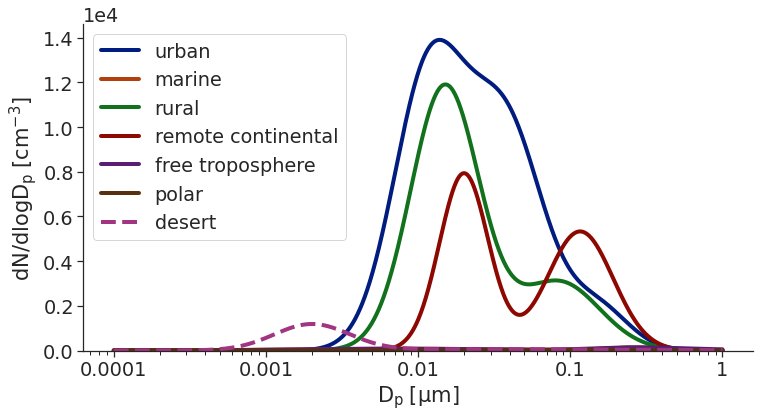 1e4
1.4
1.2
1.0
0.8
0.6
0.4
0.2
0.0
dN/dlogDₚ [cm⁻³]
urban
marine
rural
remote continental
free troposphere
polar
desert
0.0001 0.001 0.01 0.1 1
Dₚ [μm]